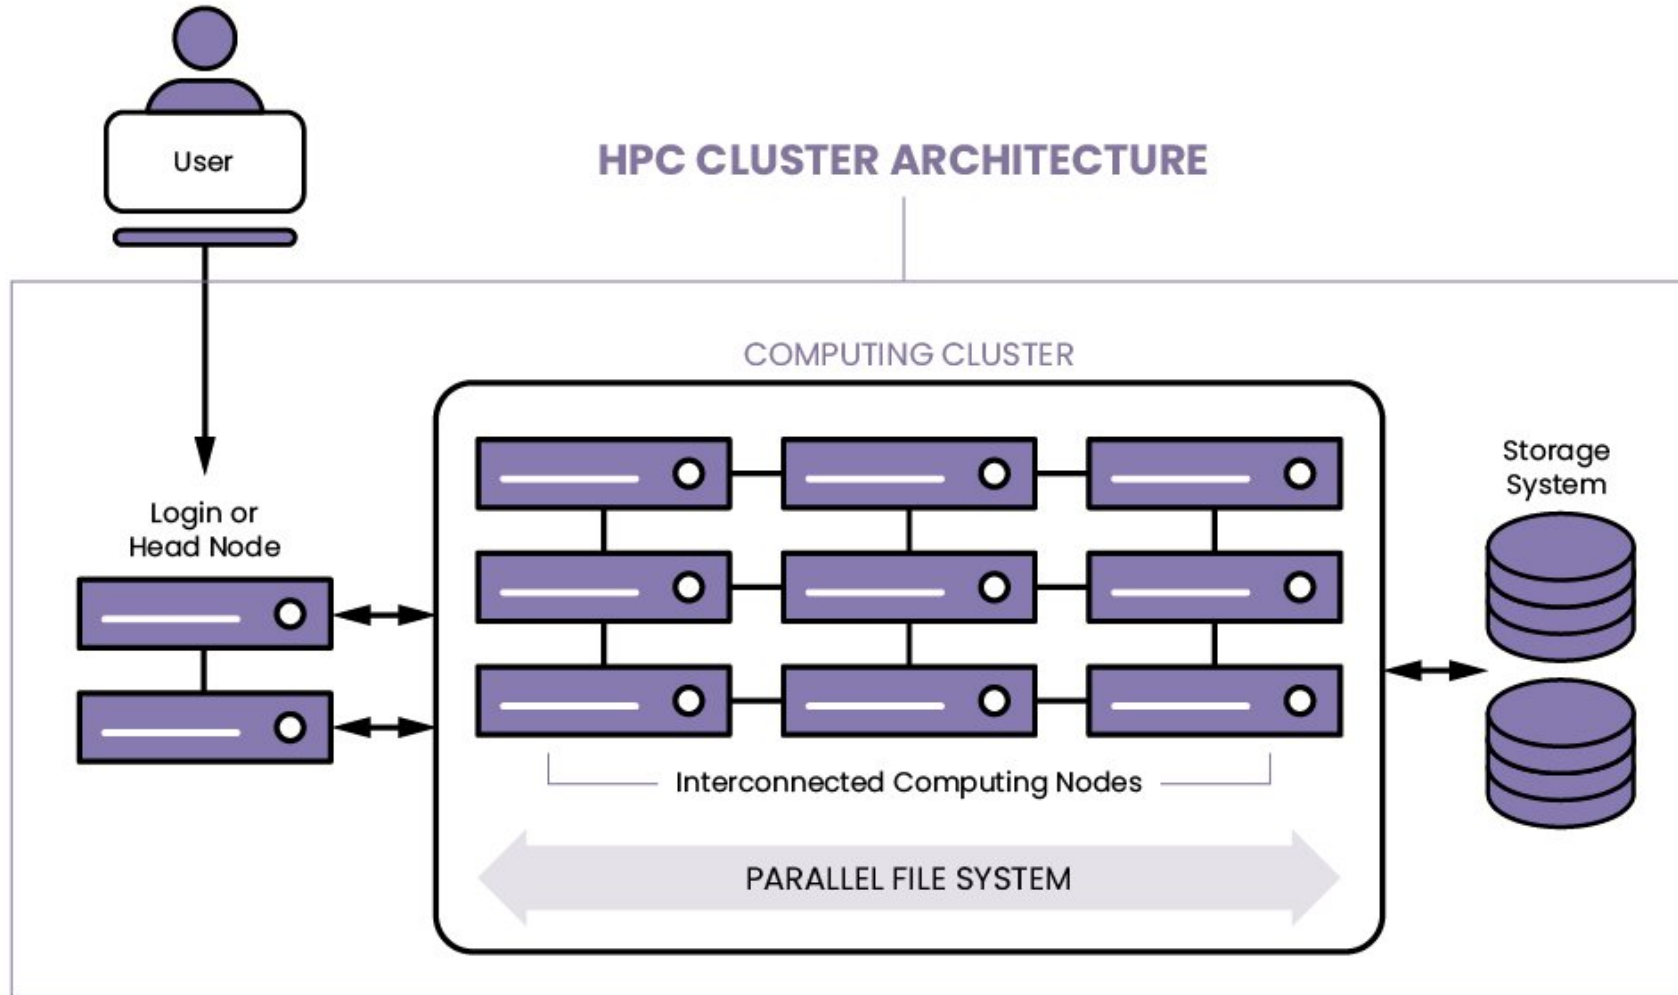 User
HPC CLUSTER ARCHITECTURE
COMPUTING CLUSTER
Login or
Head Node
Storage
System
Interconnected Computing Nodes
PARALLEL FILE SYSTEM